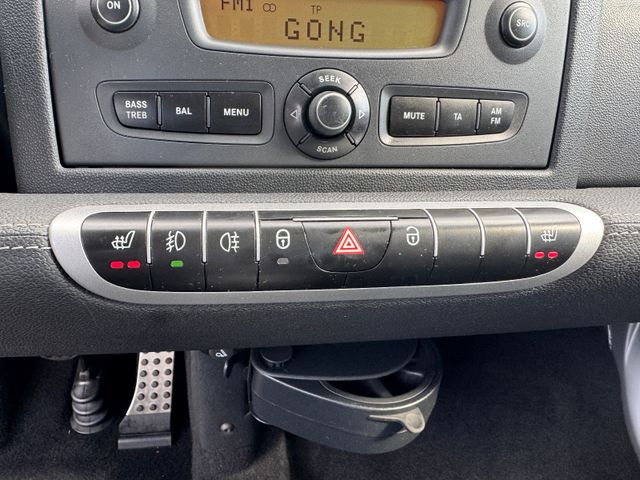 ON
FM1 TP
GONG
SRC
SEEK
BASS
TREB
BAL
MENU
MUTE
TA
AM
FM
SCAN